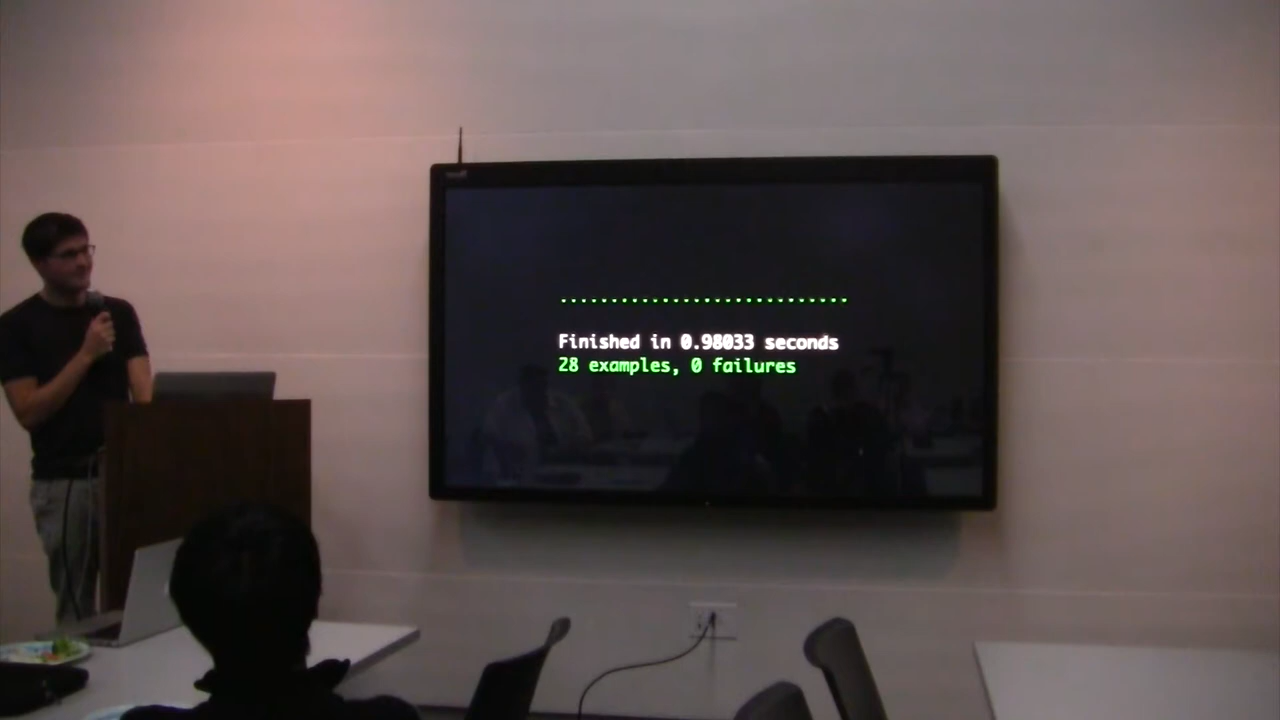 ............................
Finished in 0.98033 seconds
28 examples, 0 failures